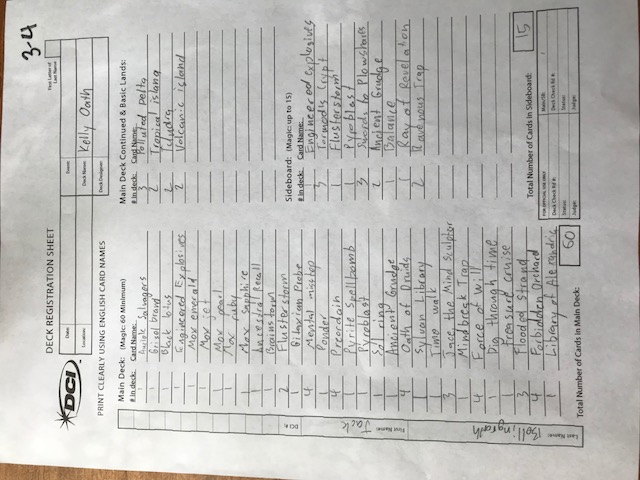 3-4
DECK REGISTRATION SHEET
First Letter of Last Name
DCI
Date:
Event:
Location:
Deck Name: Kelly Oath
Deck Designer:
PRINT CLEARLY USING ENGLISH CARD NAMES
Main Deck: (Magic: 60 Minimum)
# in deck: Card Name:
1 Auriok Salvagers
1 Griselbrand
1 Black lotus
1 Engineered Explosives
1 Mox emerald
Mox jet
1 Mox pearl
1 Mox ruby
1 Mox Sapphire
1 Ancestral Recall
1 Brainstorm
2 Flusterstorm
1 Gitaxian Probe
4 Mental misstep
1 Ponder
4 Preordain
1 Pyrite Spellbomb
1 Pyroblast
1 Sol ring
1 Ancient Grudge
4 Oath of Druids
1 Sylvan Library
1 Time walk
3 Jace, the Mind Sculptor
1 Mindbreak Trap
4 Force of Will
1 Dig through time
1 treasure cruise
3 Flooded Strand
4 Forbidden Orchard
1 Library of Alexandria
Total Number of Cards in Main Deck: 60
Main Deck Continued & Basic Lands:
# in deck: Card Name:
3 Polluted Delta
2 Tropical island
2 Tundra
2 Volcanic island
Sideboard: (Magic: up to 15)
# in deck: Card Name:
1 Engineered explosives
3 Tormod's Crypt
1 Flusterstorm
1 Pyroblast
3 Swords to Plowshares
2 Ancient Grudge
1 Balance
1 Ray of Revelation
2 Ravenous Trap
Total Number of Cards in Sideboard: 15
FOR OFFICIAL USE ONLY
Main/SB: /
Deck Check Rd #:
Deck Check Rd #:
Status:
Status:
Judge:
Judge:
DCI #:
First Name: Jack
Last Name: